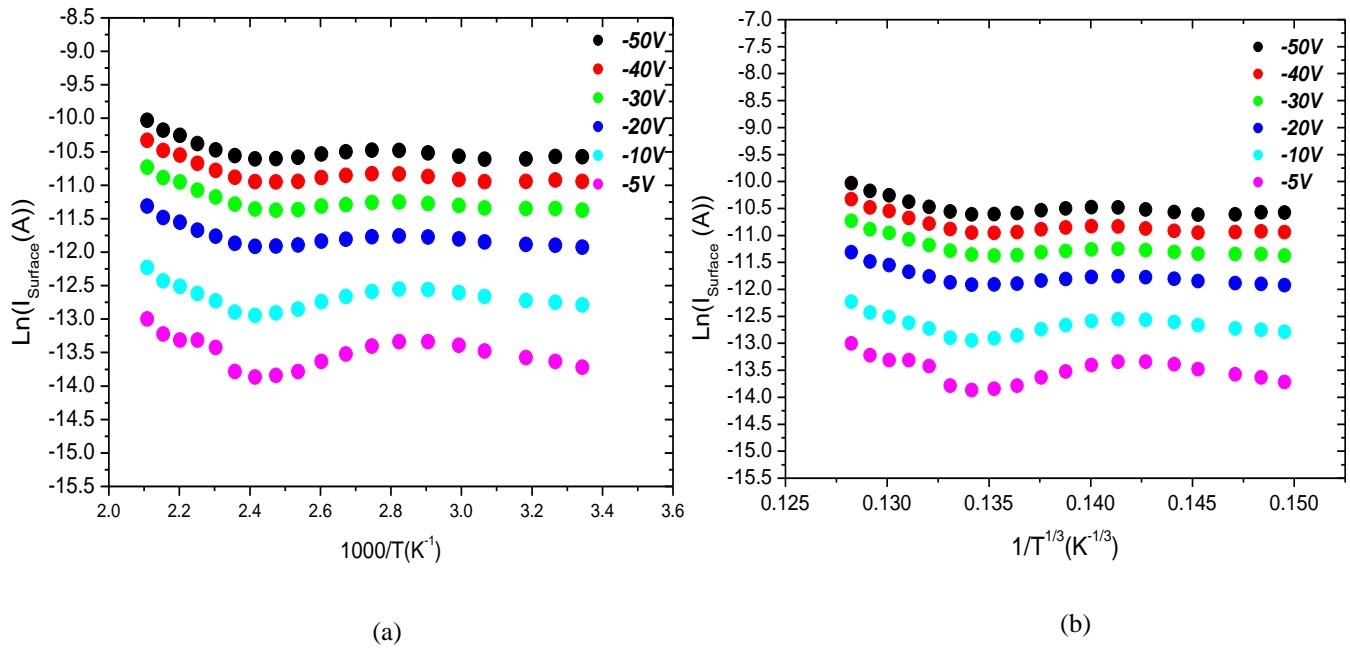 -8.5
-9.0
-9.5
-10.0
-10.5
-11.0
-11.5
-12.0
-12.5
-13.0
-13.5
-14.0
-14.5
-15.0
-15.5
Ln(I_Surface(A))
-50V
-40V
-30V
-20V
-10V
-5V
2.0 2.2 2.4 2.6 2.8 3.0 3.2 3.4 3.6
1000/T(K⁻¹)
(a)
-7.0
-7.5
-8.0
-8.5
-9.0
-9.5
-10.0
-10.5
-11.0
-11.5
-12.0
-12.5
-13.0
-13.5
-14.0
-14.5
-15.0
-15.5
Ln(I_Surface(A))
-50V
-40V
-30V
-20V
-10V
-5V
0.125 0.130 0.135 0.140 0.145 0.150
1/T^1/3(K^-1/3)
(b)